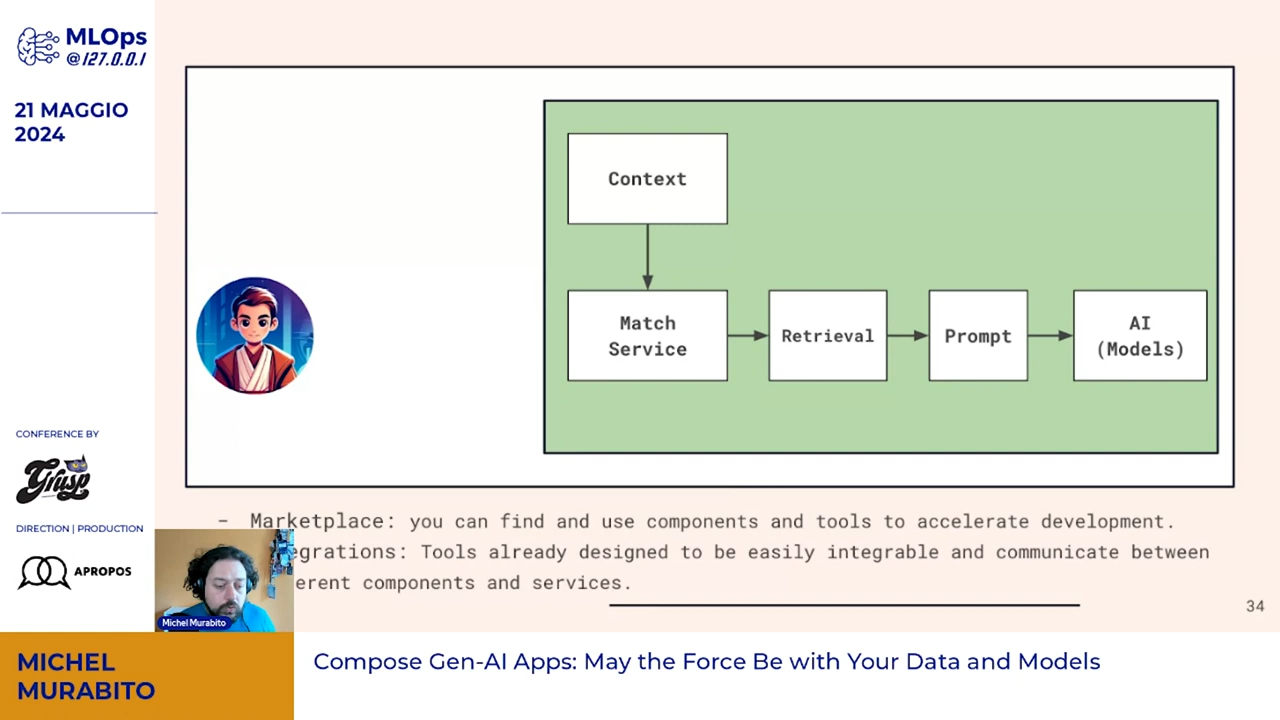 MLOps
@127.0.0.1
21 MAGGIO
2024
CONFERENCE BY
Grusp
DIRECTION | PRODUCTION
APROPOS
Context
Match
Service
Retrieval
Prompt
AI
(Models)
- Marketplace: you can find and use components and tools to accelerate development.
egrations: Tools already designed to be easily integrable and communicate between
erent components and services.
34
Michel Murabito
MICHEL
MURABITO
Compose Gen-AI Apps: May the Force Be with Your Data and Models